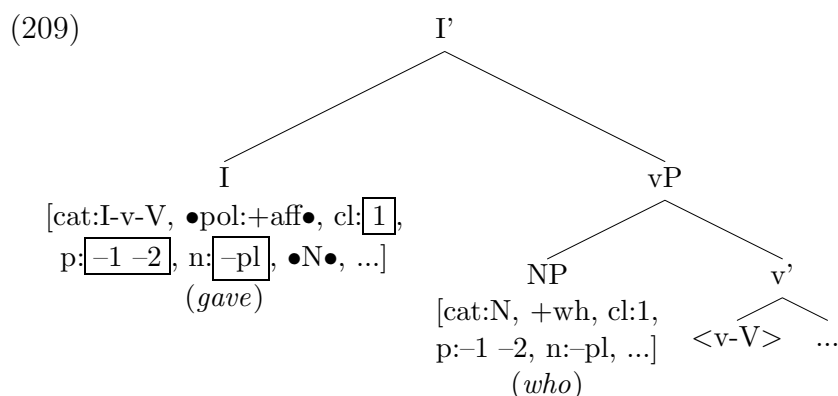 (209)
I'
I
vP
[cat:I-v-V, •pol:+aff•, cl: 1 ,
p: –1 –2 , n: –pl , •N•, ...]
(gave)
NP
v'
[cat:N, +wh, cl:1,
p:–1 –2, n:–pl, ...]
(who)
<v-V>
...